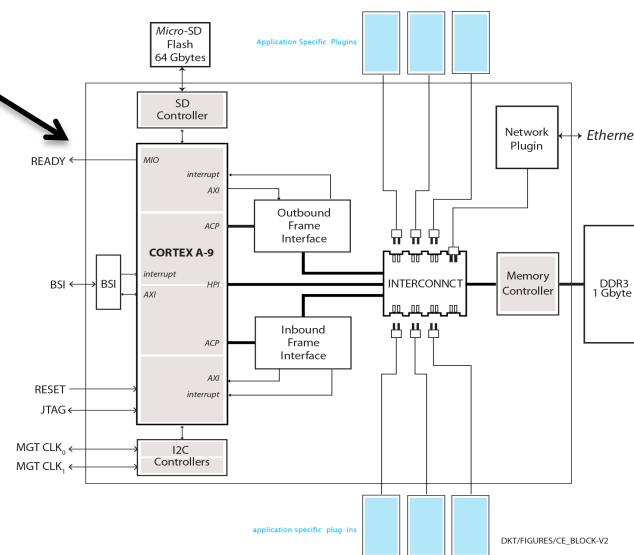 Micro-SD
Flash
64 Gbytes
Application Specific Plugins
SD
Controller
Network
Plugin
Etherne
READY
MIO
interrupt
AXI
ACP
Outbound
Frame
Interface
CORTEX A-9
BSI
BSI
interrupt
AXI
HPI
INTERCONNCT
Memory
Controller
DDR3
1 Gbyte
ACP
Inbound
Frame
Interface
AXI
interrupt
RESET
JTAG
MGT CLK0
MGT CLK1
I2C
Controllers
application specific plug-ins
DKT/FIGURES/CE_BLOCK-V2